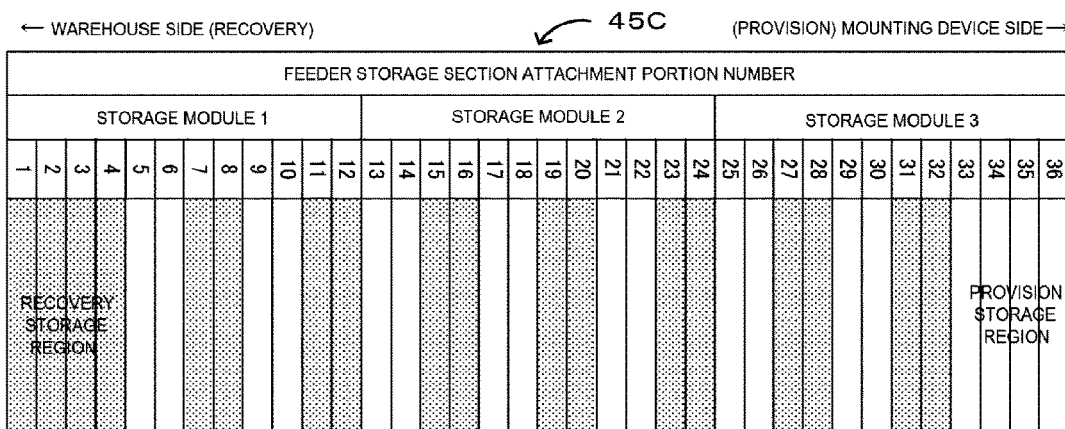 ← WAREHOUSE SIDE (RECOVERY) 45C (PROVISION) MOUNTING DEVICE SIDE →
FEEDER STORAGE SECTION ATTACHMENT PORTION NUMBER
STORAGE MODULE 1 STORAGE MODULE 2 STORAGE MODULE 3
1 2 3 4 5 6 7 8 9 10 11 12 13 14 15 16 17 18 19 20 21 22 23 24 25 26 27 28 29 30 31 32 33 34 35 36
RECOVERY
STORAGE
REGION
PROVISION
STORAGE
REGION